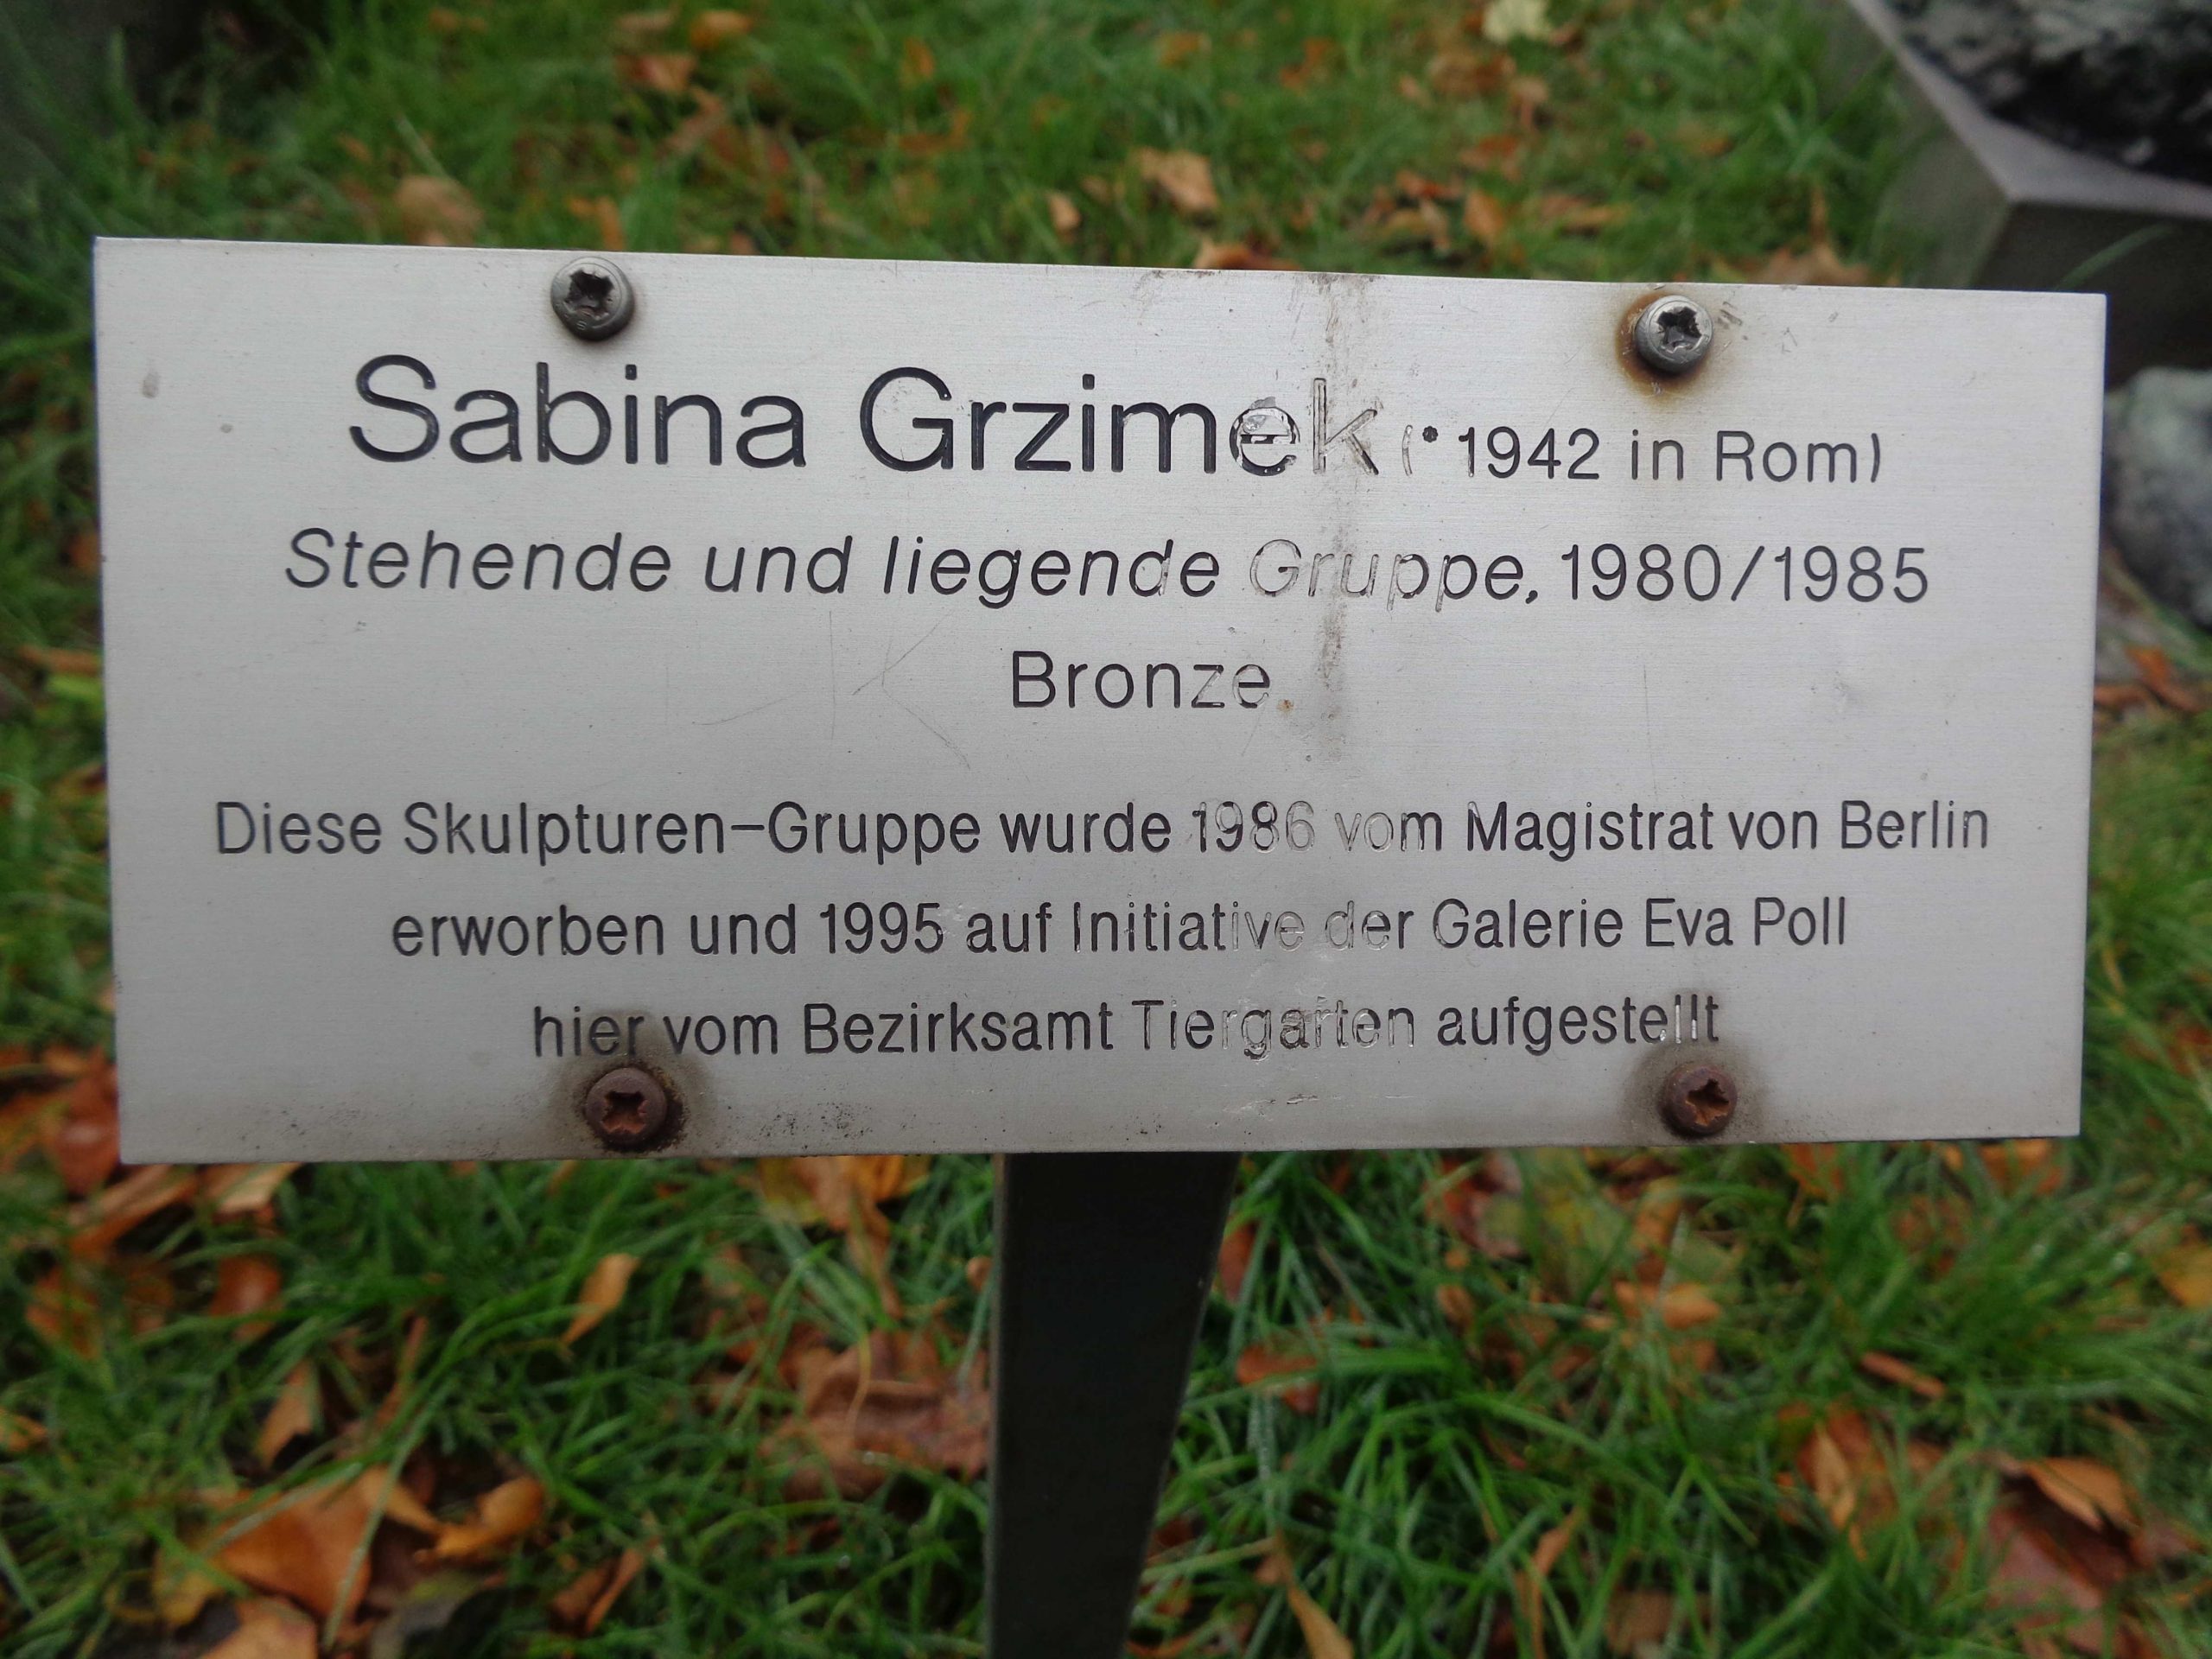 Sabina Grzimek (* 1942 in Rom)
Stehende und liegende Gruppe, 1980/1985
Bronze.
Diese Skulpturen-Gruppe wurde 1986 vom Magistrat von Berlin
erworben und 1995 auf Initiative der Galerie Eva Poll
hier vom Bezirksamt Tiergarten aufgestellt